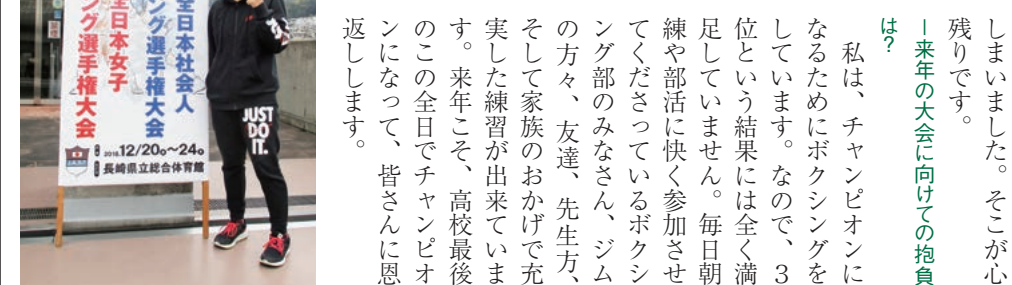 しまいました。そこが心
残りです。
―来年の大会に向けての抱負
は?
私は、チャンピオンに
なるためにボクシングを
しています。なので、3
位という結果には全く満
足していません。毎日朝
練や部活に快く参加させ
てくださっているボクシ
ング部のみなさん、ジム
の方々、友達、先生方、
そして家族のおかげで充
実した練習が出来ていま
す。来年こそ、高校最後
のこの全日でチャンピオ
ンになって、皆さんに恩
返しします。
全日本社会人
ング選手権大会
全日本女子
ング選手権大会
12/20~24
長崎県立総合体育館
JUST
DO
IT.